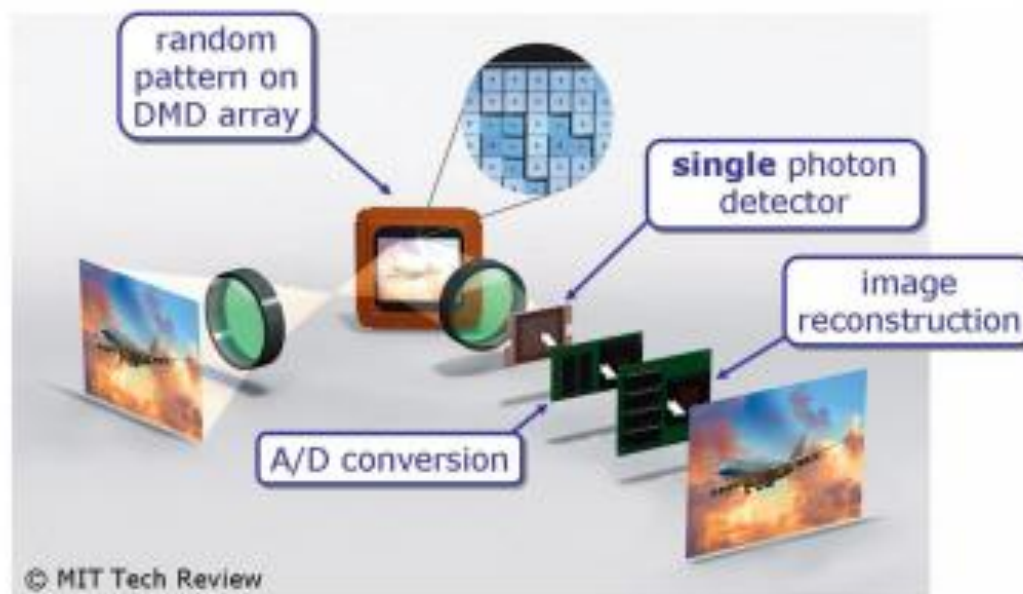 random
pattern on
DMD array
single photon
detector
image
reconstruction
A/D conversion
© MIT Tech Review